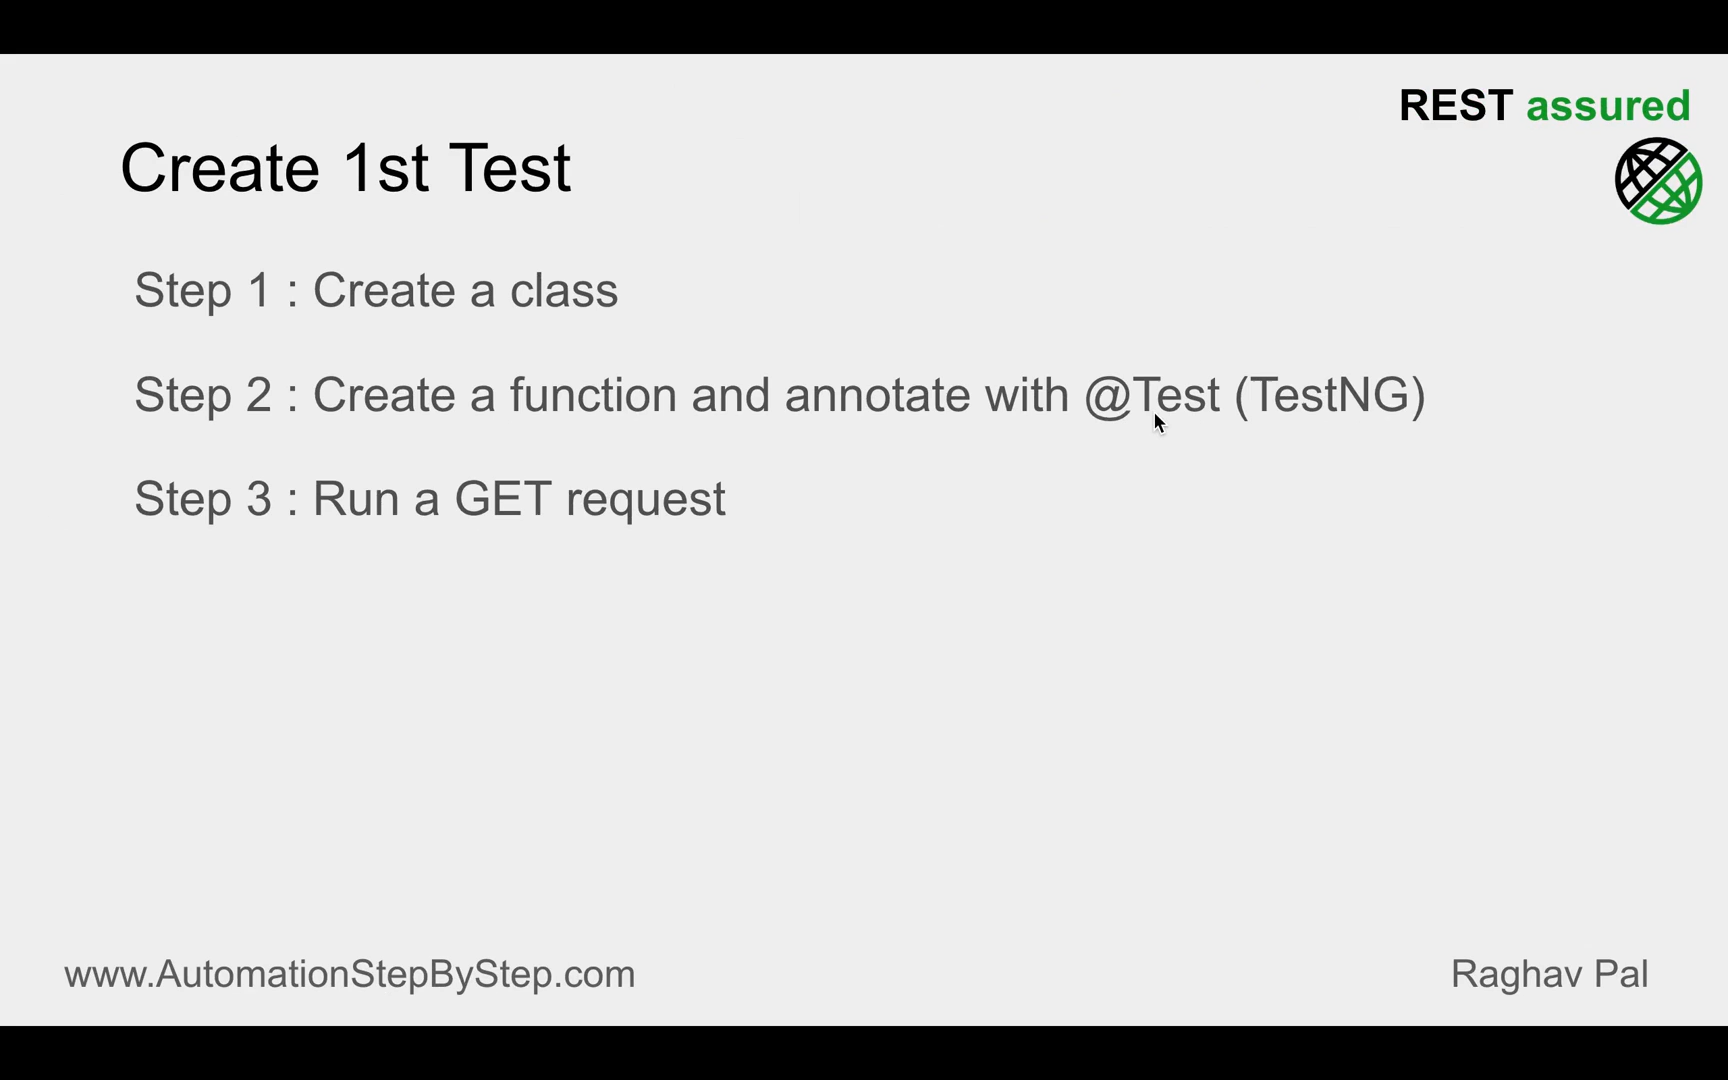 REST assured
Create 1st Test
Step 1 : Create a class
Step 2 : Create a function and annotate with @Test (TestNG)
Step 3 : Run a GET request
www.AutomationStepByStep.com
Raghav Pal